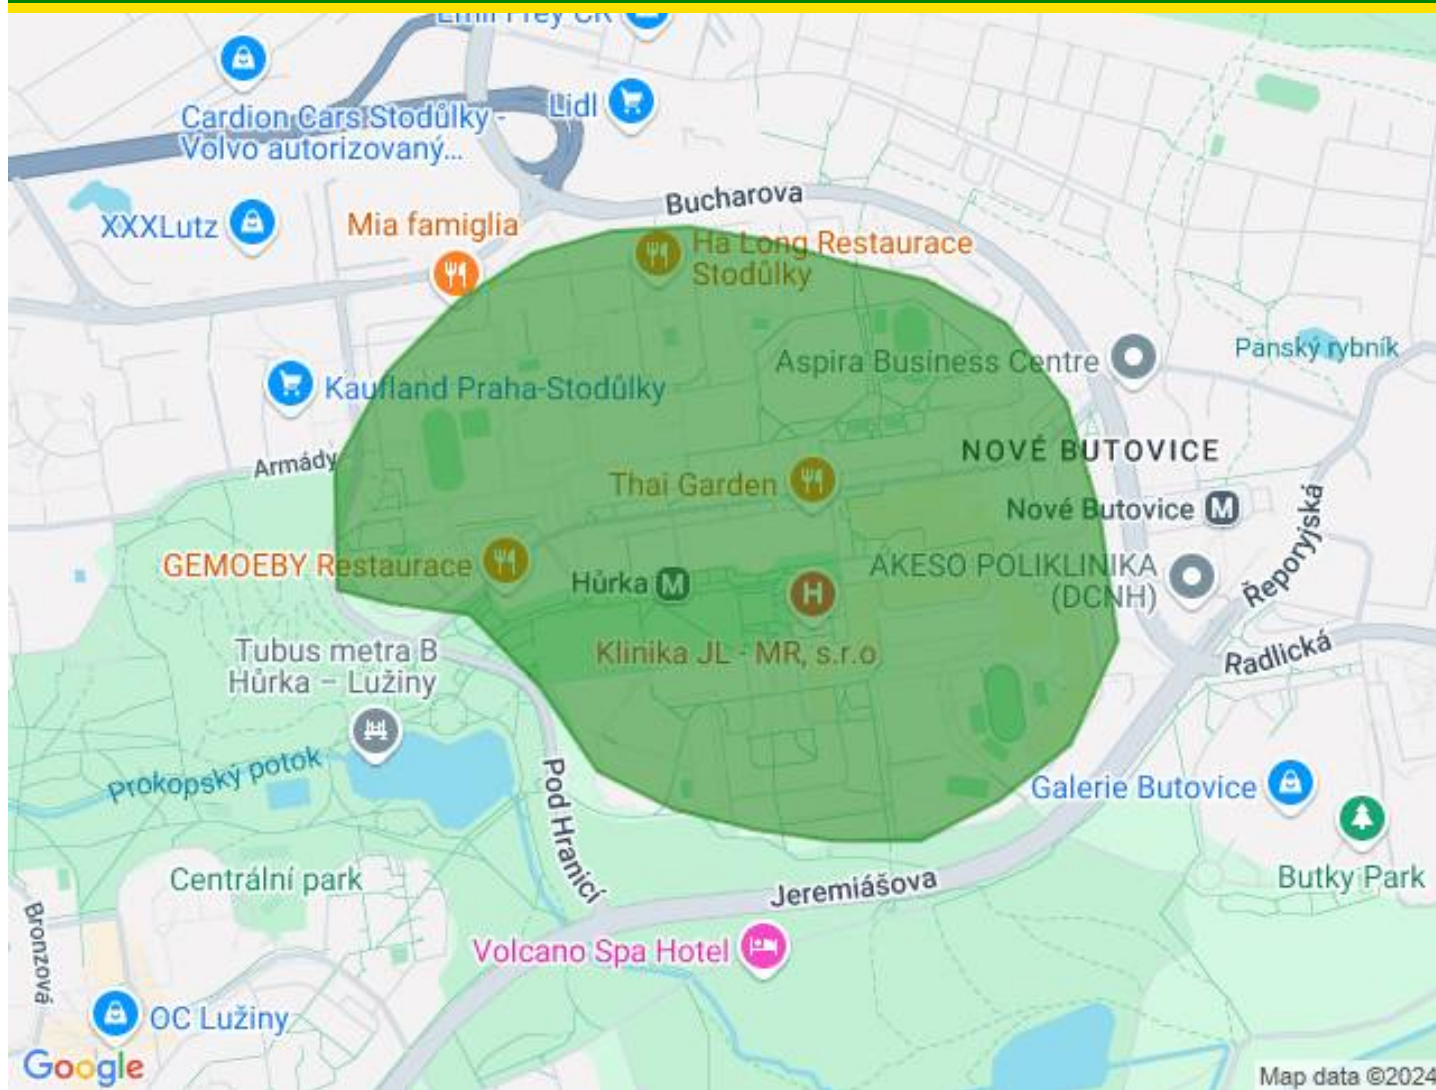 Emil Frey ČR
Lidl
Cardion Cars Stodůlky -
Volvo autorizovaný...
Bucharova
XXXLutz
Mia famiglia
Ha Long Restaurace
Stodůlky
Aspira Business Centre
Panský rybník
Kaufland Praha-Stodůlky
NOVÉ BUTOVICE
Armády
Thai Garden
Nové Butovice M
Řeporyjská
GEMOEBY Restaurace
Hůrka M
H
AKESO POLIKLINIKA
(DCNH)
Klinika JL - MR, s.r.o
Radlická
Tubus metra B
Hůrka – Lužiny
Prokopský potok
Pod Hranicí
Galerie Butovice
Butky Park
Centrální park
Jeremiášova
Bronzová
Volcano Spa Hotel
OC Lužiny
Google
Map data ©2024